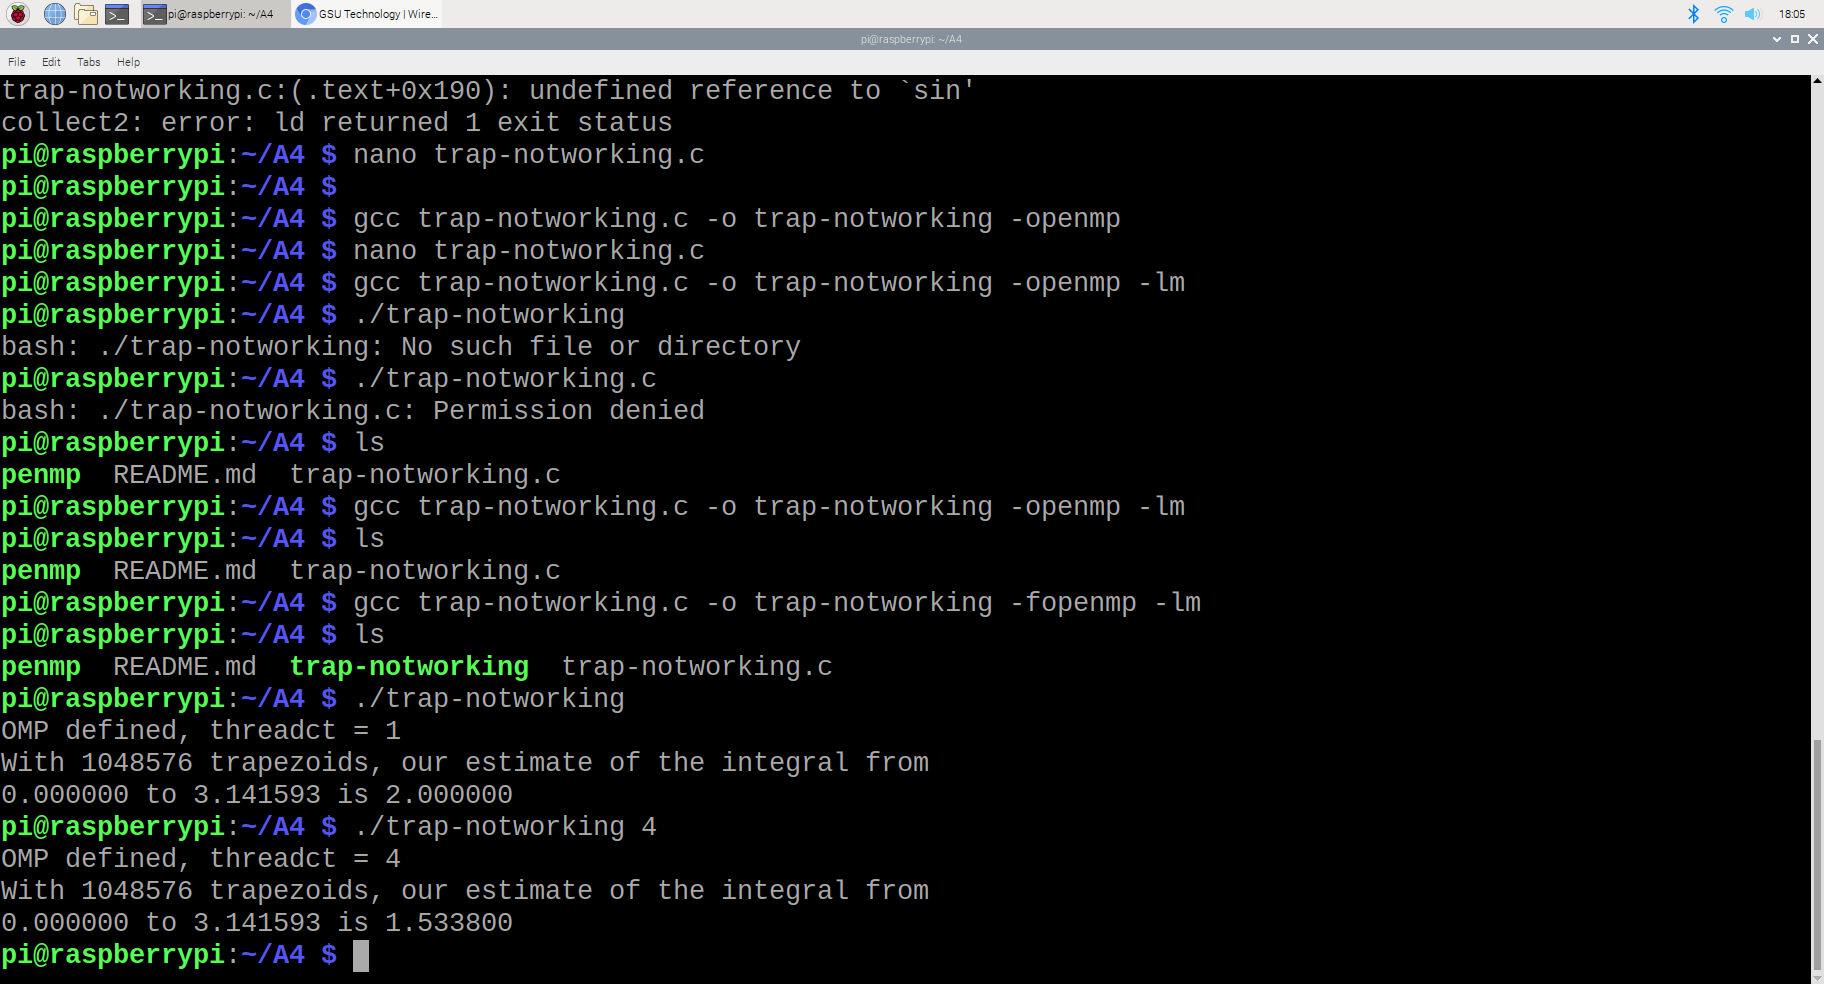 pi@raspberrypi: ~/A4
GSU Technology | Wire...
18:05
pi@raspberrypi: ~/A4
File Edit Tabs Help
trap-notworking.c:(.text+0x190): undefined reference to `sin'
collect2: error: ld returned 1 exit status
pi@raspberrypi:~/A4 $ nano trap-notworking.c
pi@raspberrypi:~/A4 $
pi@raspberrypi:~/A4 $ gcc trap-notworking.c -o trap-notworking -openmp
pi@raspberrypi:~/A4 $ nano trap-notworking.c
pi@raspberrypi:~/A4 $ gcc trap-notworking.c -o trap-notworking -openmp -lm
pi@raspberrypi:~/A4 $ ./trap-notworking
bash: ./trap-notworking: No such file or directory
pi@raspberrypi:~/A4 $ ./trap-notworking.c
bash: ./trap-notworking.c: Permission denied
pi@raspberrypi:~/A4 $ ls
penmp  README.md  trap-notworking.c
pi@raspberrypi:~/A4 $ gcc trap-notworking.c -o trap-notworking -openmp -lm
pi@raspberrypi:~/A4 $ ls
penmp  README.md  trap-notworking.c
pi@raspberrypi:~/A4 $ gcc trap-notworking.c -o trap-notworking -fopenmp -lm
pi@raspberrypi:~/A4 $ ls
penmp  README.md  trap-notworking  trap-notworking.c
pi@raspberrypi:~/A4 $ ./trap-notworking
OMP defined, threadct = 1
With 1048576 trapezoids, our estimate of the integral from
0.000000 to 3.141593 is 2.000000
pi@raspberrypi:~/A4 $ ./trap-notworking 4
OMP defined, threadct = 4
With 1048576 trapezoids, our estimate of the integral from
0.000000 to 3.141593 is 1.533800
pi@raspberrypi:~/A4 $